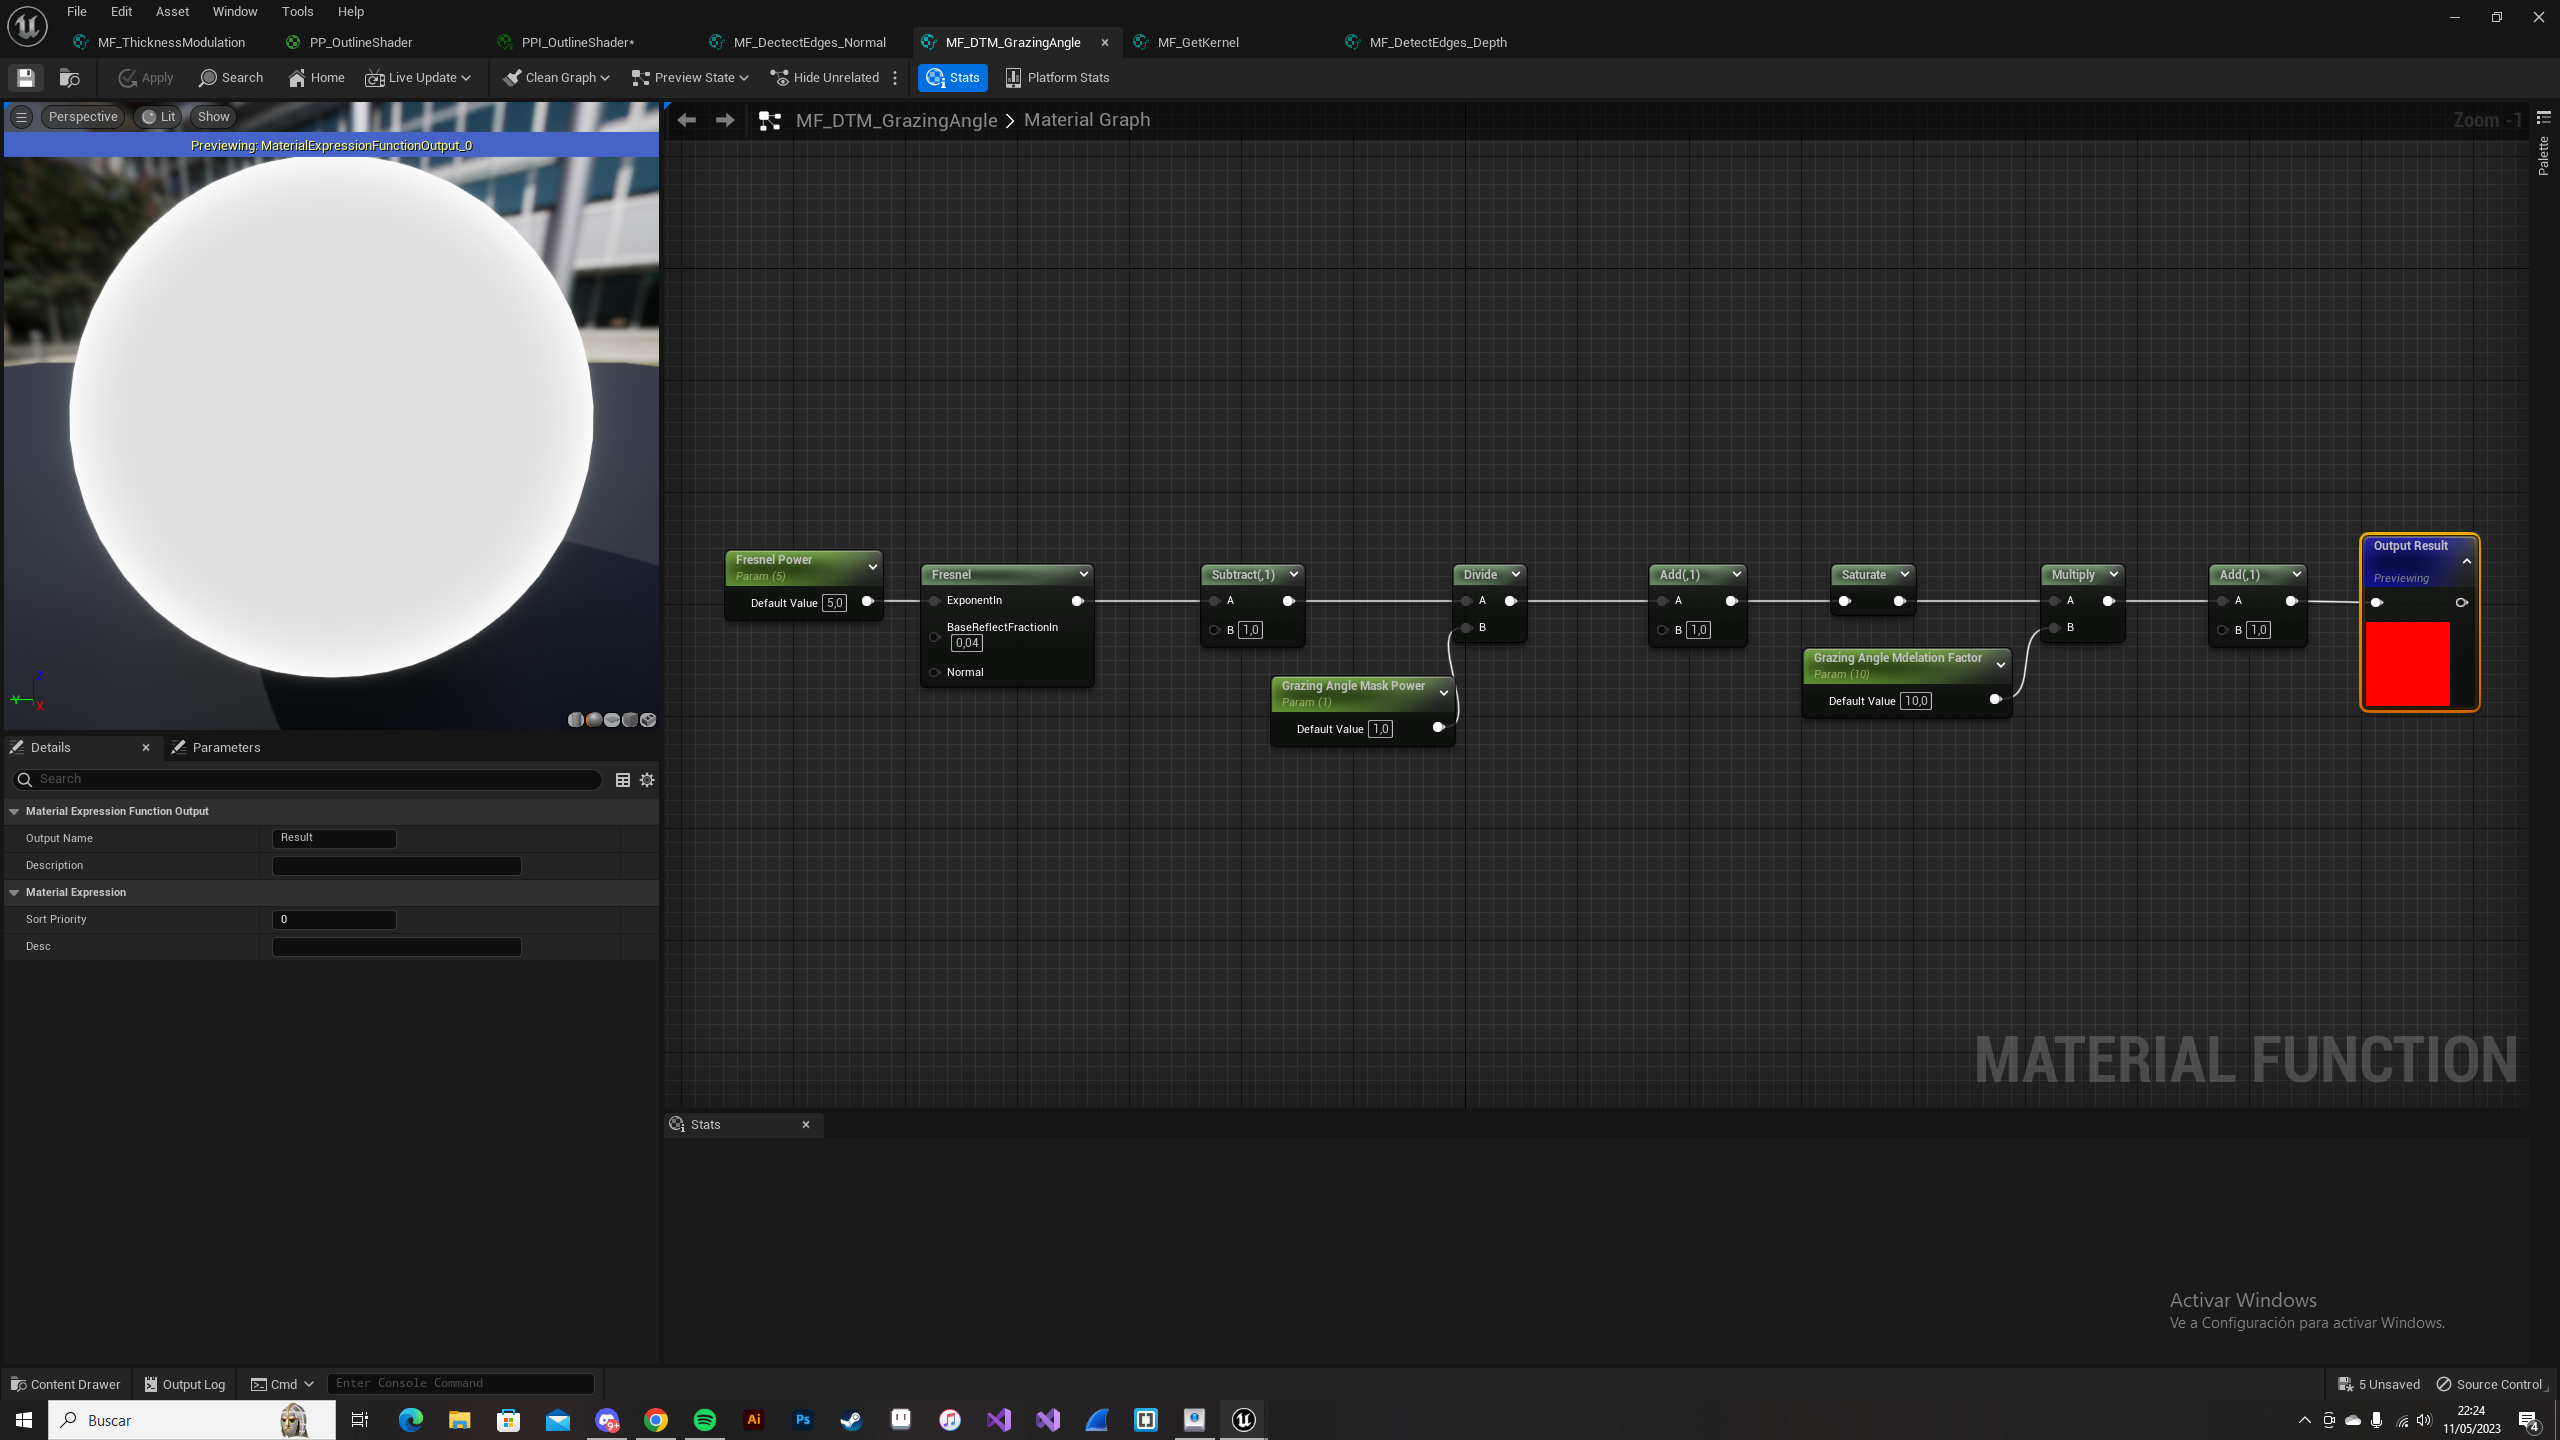 File Edit Asset Window Tools Help
MF_ThicknessModulation PP_OutlineShader PPI_OutlineShader* MF_DectectEdges_Normal MF_DTM_GrazingAngle MF_GetKernel MF_DetectEdges_Depth
Apply Search Home Live Update Clean Graph Preview State Hide Unrelated Stats Platform Stats
Perspective Lit Show
Previewing: MaterialExpressionFunctionOutput_0
MF_DTM_GrazingAngle > Material Graph
Zoom -1
Palette
Fresnel Power
Param (5)
Default Value 5,0
Fresnel
ExponentIn
BaseReflectFractionIn
0,04
Normal
Subtract(,1)
A
B 1,0
Grazing Angle Mask Power
Param (1)
Default Value 1,0
Divide
A
B
Add(,1)
A
B 1,0
Saturate
Grazing Angle Mdelation Factor
Param (10)
Default Value 10,0
Multiply
A
B
Add(,1)
A
B 1,0
Output Result
Previewing
MATERIAL FUNCTION
Z
Y
X
Details Parameters
Search
Material Expression Function Output
Output Name Result
Description
Material Expression
Sort Priority 0
Desc
Stats
Activar Windows
Ve a Configuración para activar Windows.
Content Drawer Output Log Cmd Enter Console Command 5 Unsaved Source Control
Buscar
9+
Ai
Ps
22:24
11/05/2023
4